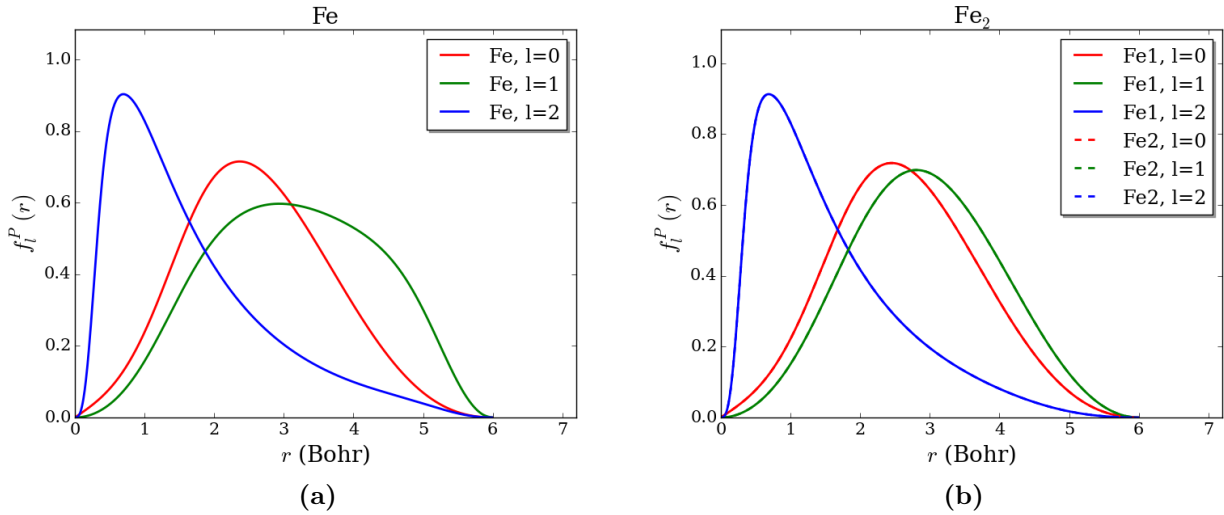 Fe
1.0
0.8
0.6
0.4
0.2
0.0
0 1 2 3 4 5 6 7
r (Bohr)
f_l^P(r)
Fe, l=0
Fe, l=1
Fe, l=2
(a)
Fe₂
1.0
0.8
0.6
0.4
0.2
0.0
0 1 2 3 4 5 6 7
r (Bohr)
f_l^P(r)
Fe1, l=0
Fe1, l=1
Fe1, l=2
Fe2, l=0
Fe2, l=1
Fe2, l=2
(b)